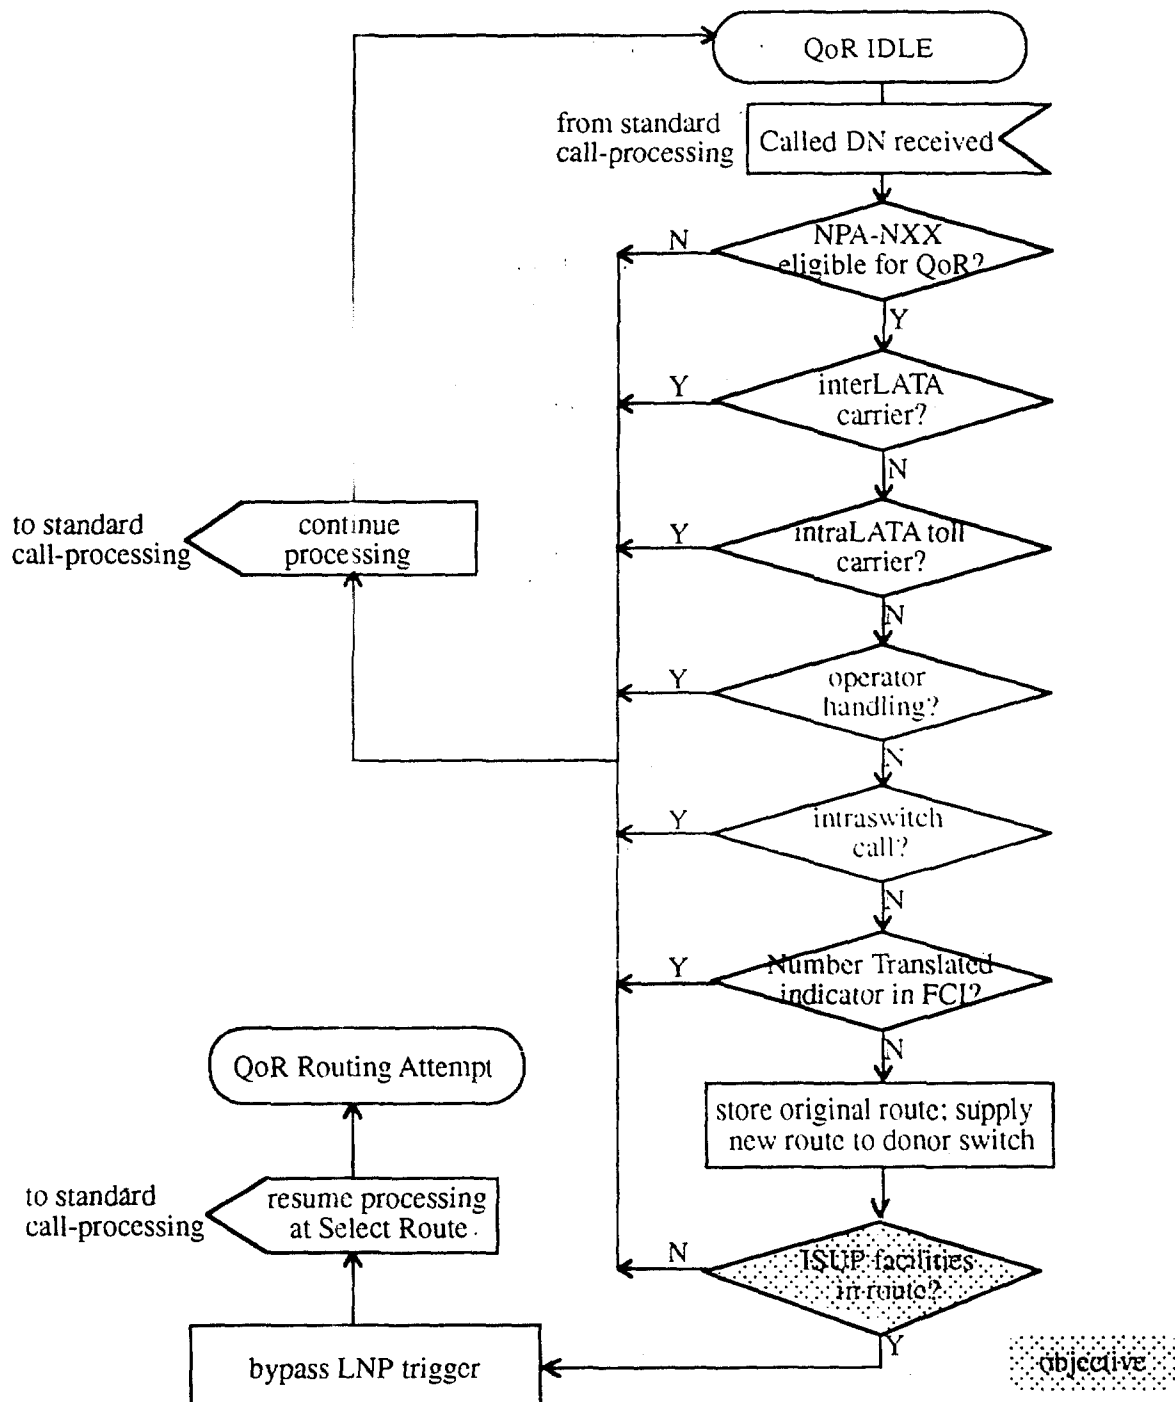 QoR IDLE
from standard
call-processing
Called DN received
NPA-NXX
eligible for QoR?
N
Y
interLATA
carrier?
Y
N
to standard
call-processing
continue
processing
intraLATA toll
carrier?
Y
N
operator
handling?
Y
N
intraswitch
call?
Y
N
Number Translated
indicator in FCI?
Y
N
QoR Routing Attempt
store original route; supply
new route to donor switch
to standard
call-processing
resume processing
at Select Route
ISUP facilities
in route?
N
Y
bypass LNP trigger
objective